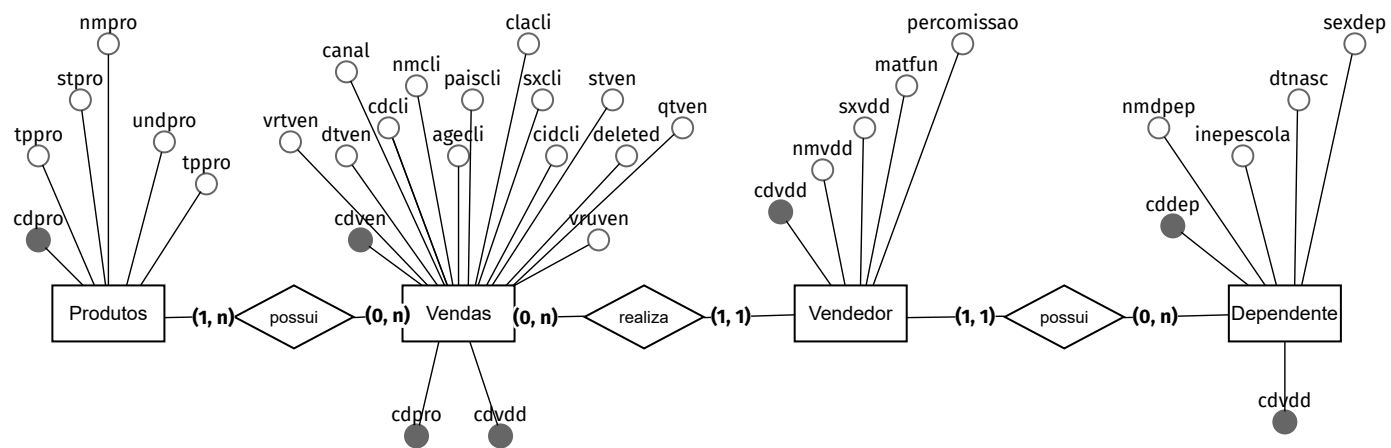 nmpro
stpro
tppro
undpro
tppro
cdpro
Produtos
(1, n)
possui
(0, n)
clacli
canal
nmcli
paiscli
sxcli
stven
cdcli
qtven
vrtven
dtven
agecli
cidcli
deleted
cdven
vruven
Vendas
cdpro
cdvdd
(0, n)
realiza
(1, 1)
percomissao
matfun
sxvdd
nmvdd
cdvdd
Vendedor
(1, 1)
possui
(0, n)
sexdep
dtnasc
nmdpep
inepescola
cddep
Dependente
cdvdd